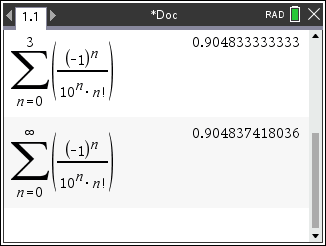 1.1 *Doc RAD
3
∑ ( (-1)^n / (10^n · n!) ) 0.904833333333
n=0
∞
∑ ( (-1)^n / (10^n · n!) ) 0.904837418036
n=0